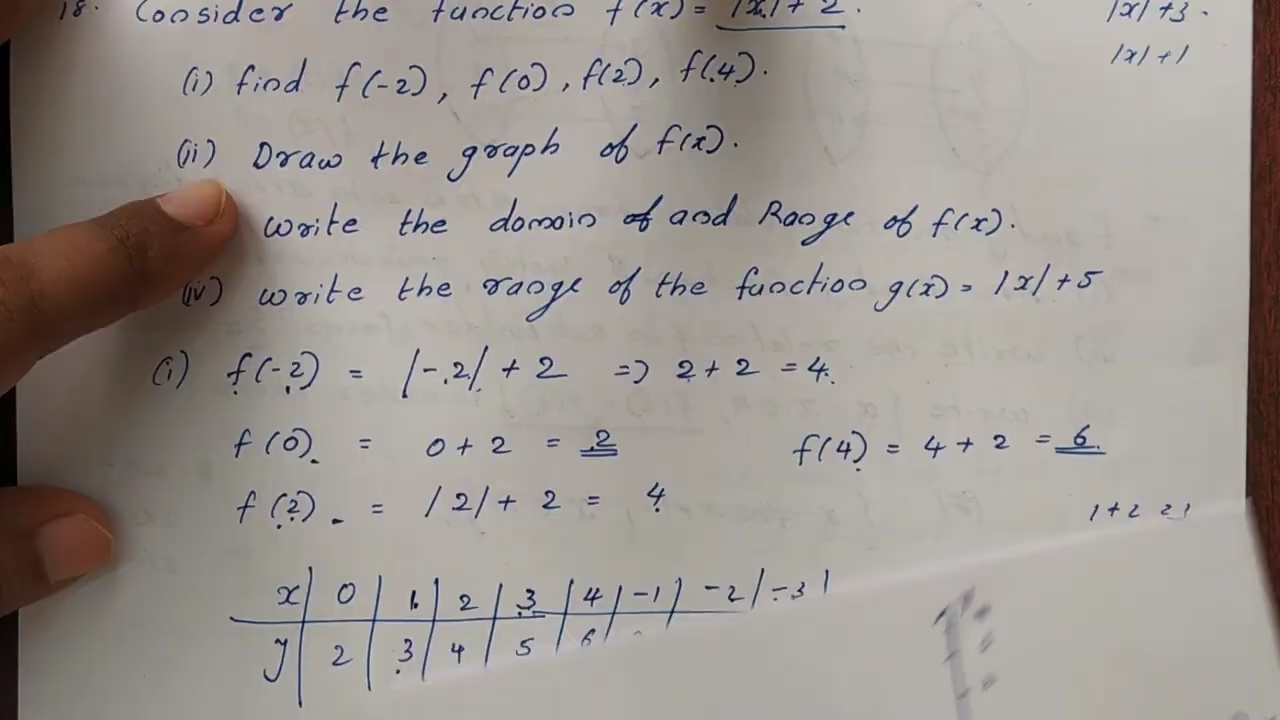 18. Consider the function f(x) = |x| + 2.
|x| + 3.
|x| + 1
(i) find f(-2), f(0), f(2), f(4).
(ii) Draw the graph of f(x).
write the domain of and Range of f(x).
(iv) write the range of the function g(x) = |x| + 5
(i) f(-2) = |-2| + 2 => 2 + 2 = 4.
f(0) = 0 + 2 = 2
f(4) = 4 + 2 = 6
f(2) = |2| + 2 = 4
x | 0 | 1 | 2 | 3 | 4 | -1 | -2 | -3 |
y | 2 | 3 | 4 | 5 | 6 |